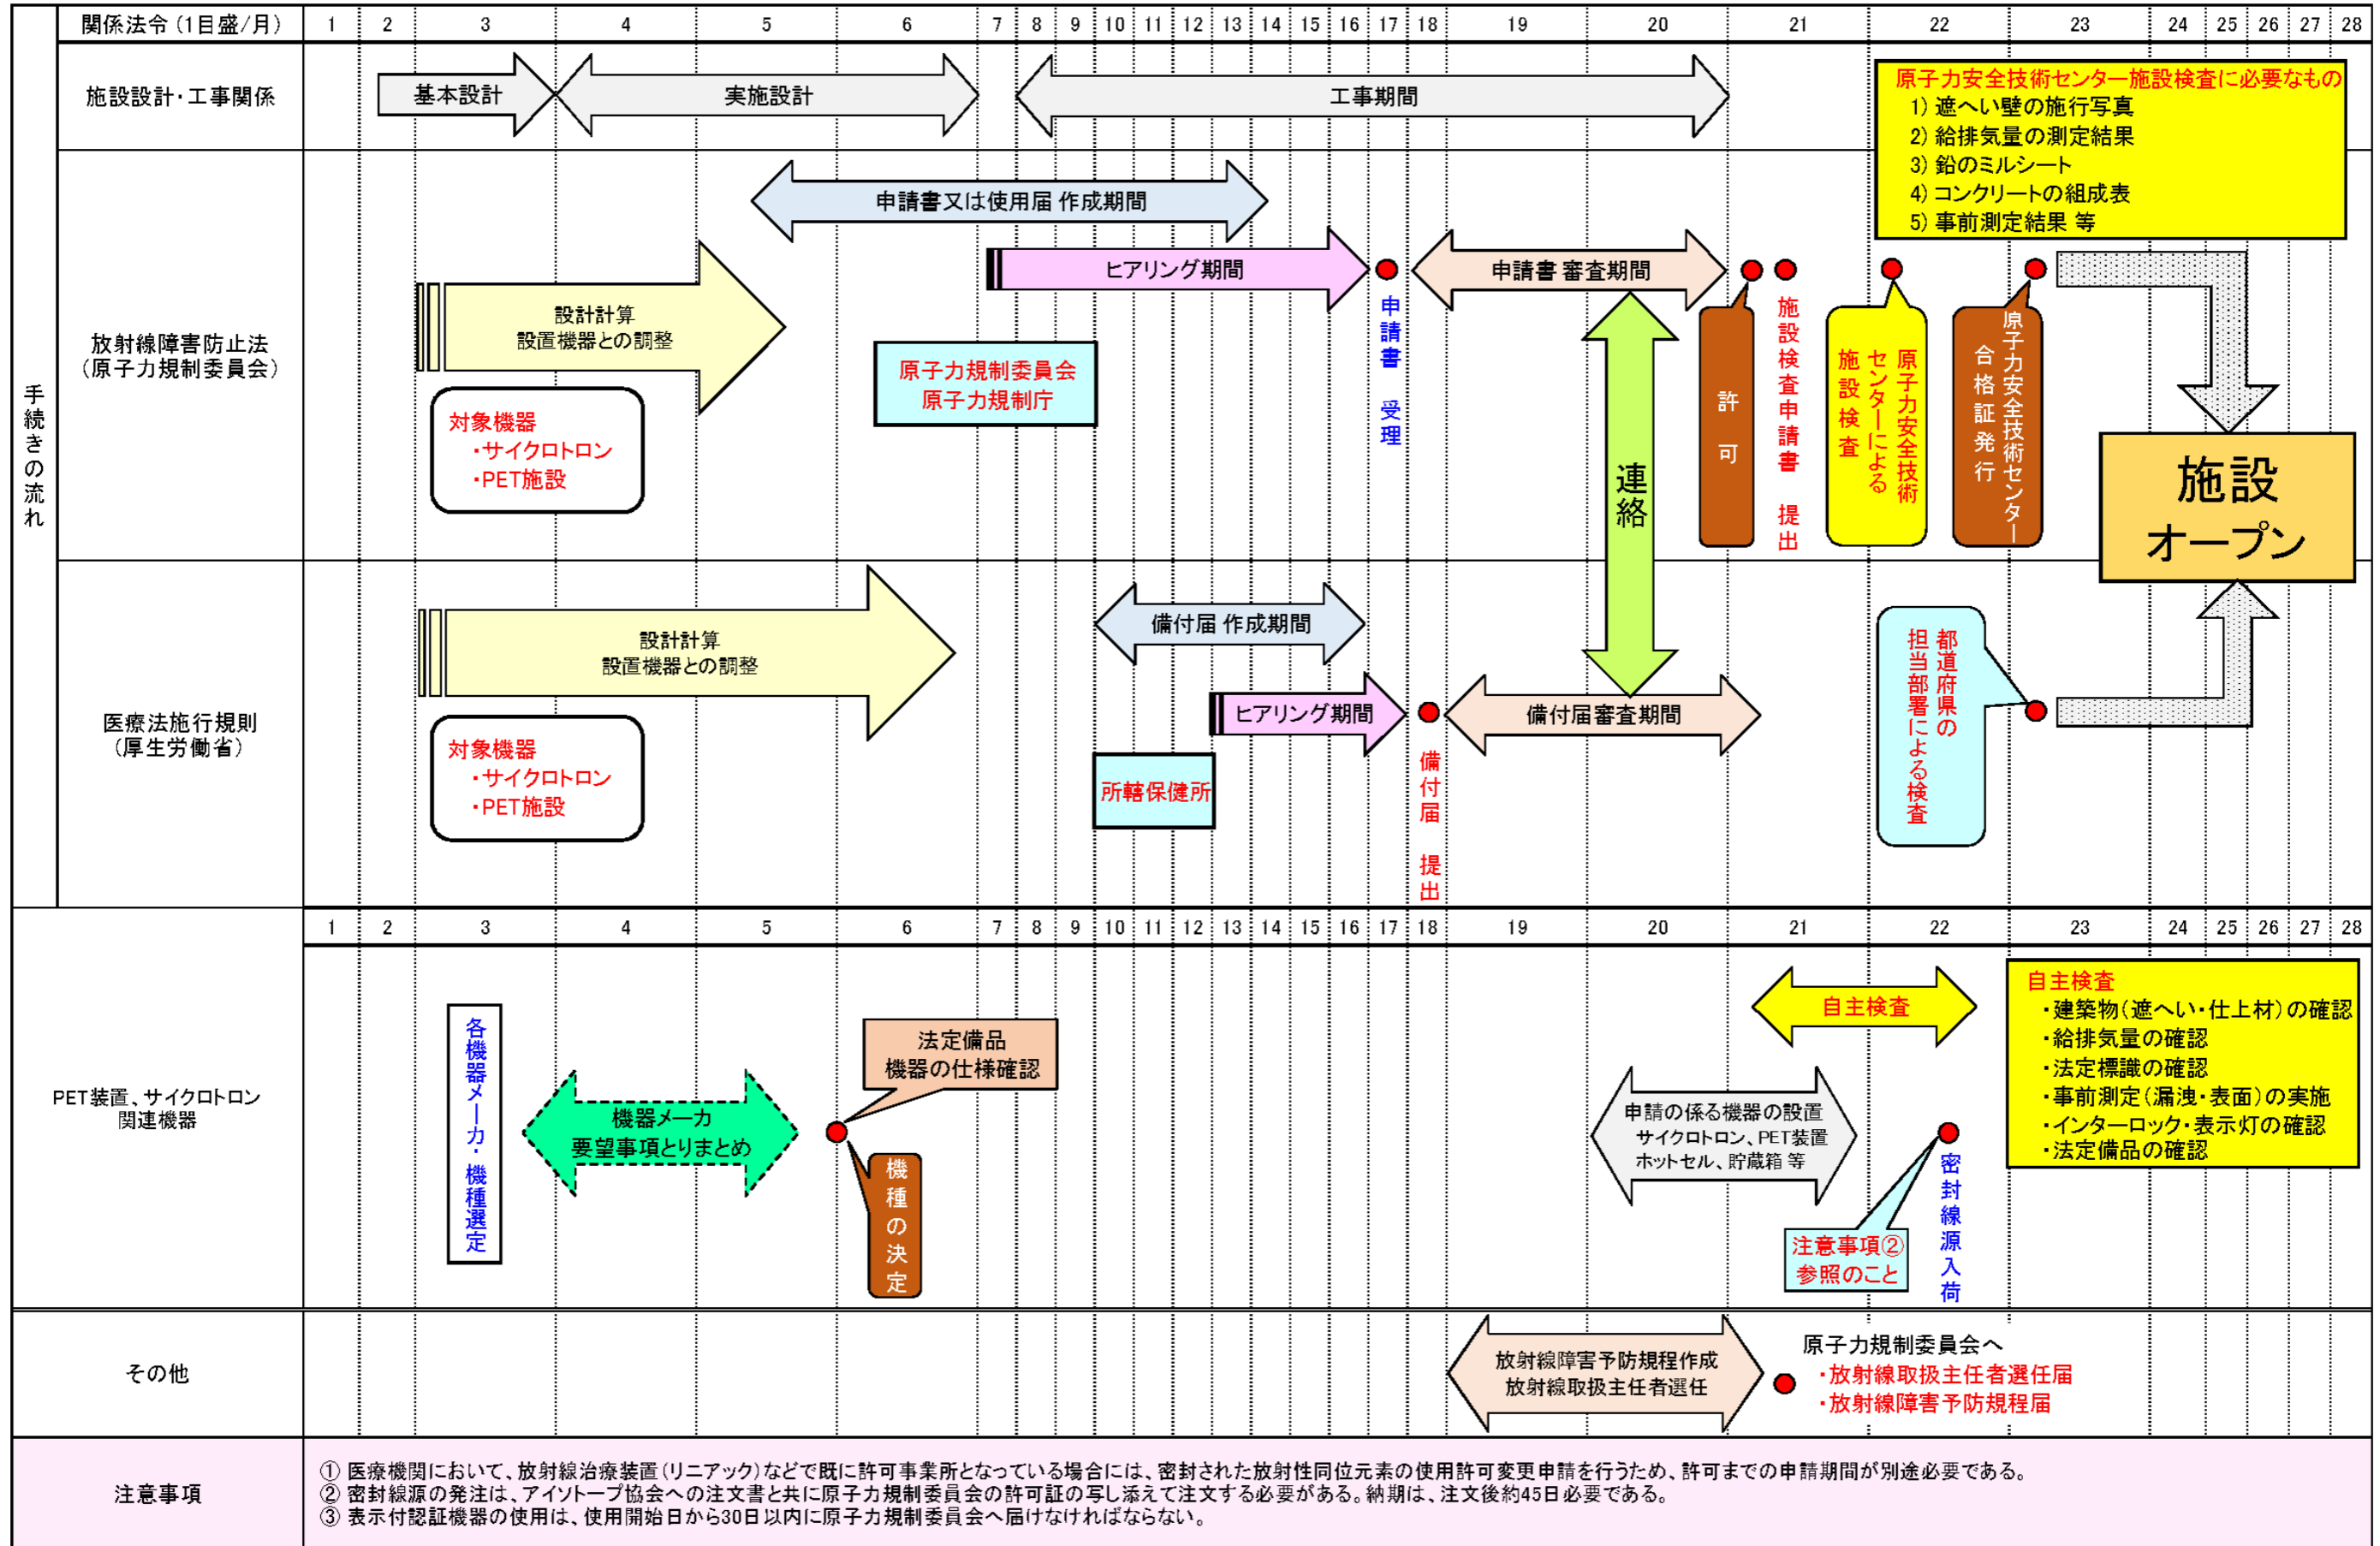 関係法令(1目盛/月)
1 2 3 4 5 6 7 8 9 10 11 12 13 14 15 16 17 18 19 20 21 22 23 24 25 26 27 28
手続きの流れ
施設設計・工事関係
基本設計
実施設計
工事期間
原子力安全技術センター施設検査に必要なもの
1) 遮へい壁の施行写真
2) 給排気量の測定結果
3) 鉛のミルシート
4) コンクリートの組成表
5) 事前測定結果 等
放射線障害防止法
(原子力規制委員会)
申請書又は使用届 作成期間
ヒアリング期間
申請書 受理
申請書 審査期間
設計計算
設置機器との調整
対象機器
・サイクロトロン
・PET施設
原子力規制委員会
原子力規制庁
連絡
許可
施設検査申請書 提出
原子力安全技術
センターによる
施設検査
原子力安全技術センター
合格証発行
施設
オープン
医療法施行規則
(厚生労働省)
設計計算
設置機器との調整
対象機器
・サイクロトロン
・PET施設
備付届 作成期間
ヒアリング期間
所轄保健所
備付届 提出
備付届審査期間
都道府県の
担当部署による検査
1 2 3 4 5 6 7 8 9 10 11 12 13 14 15 16 17 18 19 20 21 22 23 24 25 26 27 28
PET装置、サイクロトロン
関連機器
各機器メーカ・機種選定
機器メーカ
要望事項とりまとめ
法定備品
機器の仕様確認
機種の決定
自主検査
申請の係る機器の設置
サイクロトロン、PET装置
ホットセル、貯蔵箱 等
注意事項②
参照のこと
密封線源入荷
自主検査
・建築物(遮へい・仕上材)の確認
・給排気量の確認
・法定標識の確認
・事前測定(漏洩・表面)の実施
・インターロック・表示灯の確認
・法定備品の確認
その他
放射線障害予防規程作成
放射線取扱主任者選任
原子力規制委員会へ
・放射線取扱主任者選任届
・放射線障害予防規程届
注意事項
① 医療機関において、放射線治療装置(リニアック)などで既に許可事業所となっている場合には、密封された放射性同位元素の使用許可変更申請を行うため、許可までの申請期間が別途必要である。
② 密封線源の発注は、アイソトープ協会への注文書と共に原子力規制委員会の許可証の写し添えて注文する必要がある。納期は、注文後約45日必要である。
③ 表示付認証機器の使用は、使用開始日から30日以内に原子力規制委員会へ届けなければならない。